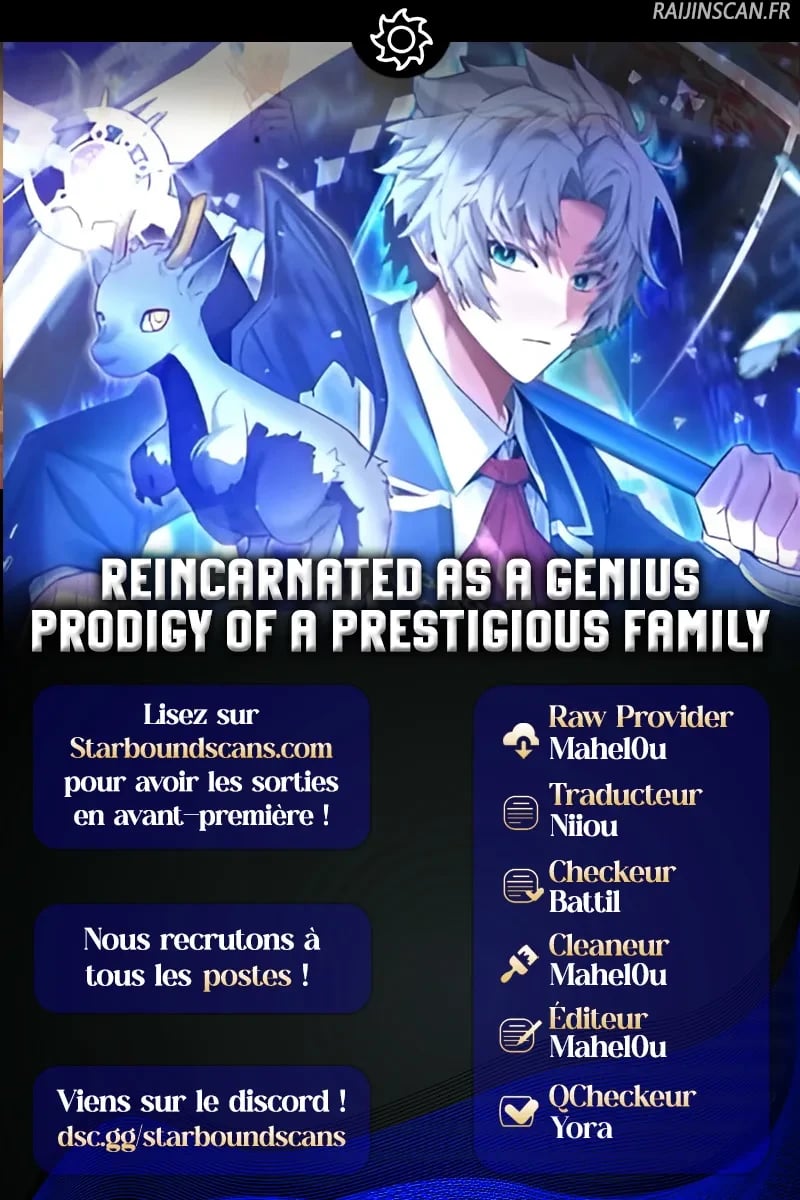 RAIJINSCAN.FR
REINCARNATED AS A GENIUS
PRODIGY OF A PRESTIGIOUS FAMILY
Lisez sur
Starboundscans.com
pour avoir les sorties
en avant-première !
Nous recrutons à
tous les postes !
Viens sur le discord !
dsc.gg/starboundscans
Raw Provider
Mahel0u
Traducteur
Niiou
Checkeur
Battil
Cleaneur
Mahel0u
Éditeur
Mahel0u
QCheckeur
Yora